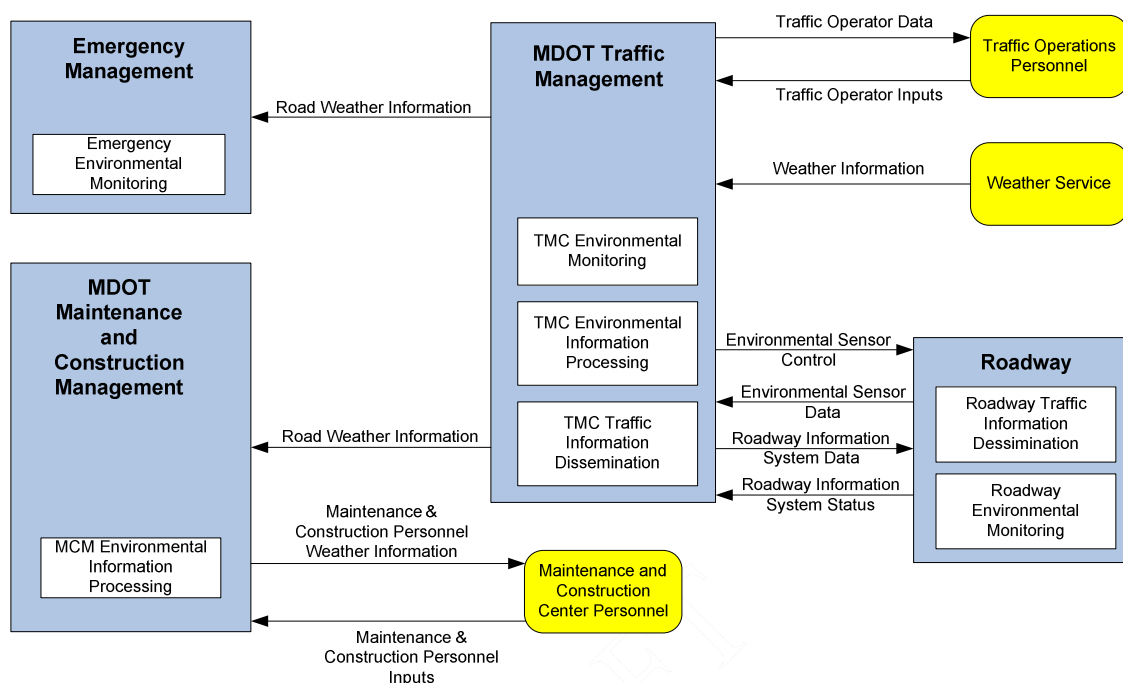 Emergency
Management
Emergency
Environmental
Monitoring
Road Weather Information
MDOT Traffic
Management
TMC Environmental
Monitoring
TMC Environmental
Information
Processing
TMC Traffic
Information
Dissemination
Traffic Operator Data
Traffic Operator Inputs
Traffic Operations
Personnel
Weather Information
Weather Service
MDOT
Maintenance
and
Construction
Management
MCM Environmental
Information
Processing
Road Weather Information
Maintenance &
Construction Personnel
Weather Information
Maintenance &
Construction Personnel
Inputs
Maintenance and
Construction
Center Personnel
Environmental Sensor
Control
Environmental Sensor
Data
Roadway Information
System Data
Roadway Information
System Status
Roadway
Roadway Traffic
Information
Dessimination
Roadway
Environmental
Monitoring